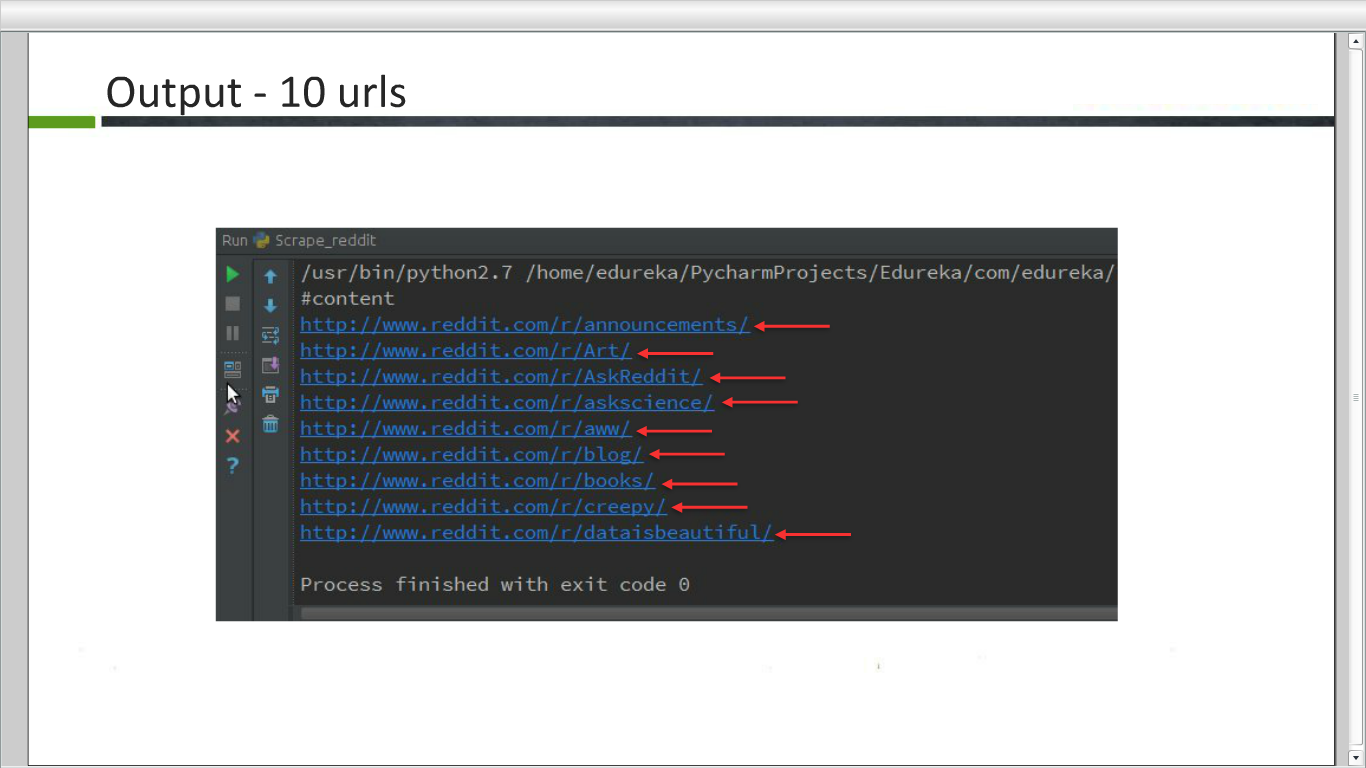 Output - 10 urls
Run Scrape_reddit
/usr/bin/python2.7 /home/edureka/PycharmProjects/Edureka/com/edureka/
#content
http://www.reddit.com/r/announcements/
http://www.reddit.com/r/Art/
http://www.reddit.com/r/AskReddit/
http://www.reddit.com/r/askscience/
http://www.reddit.com/r/aww/
http://www.reddit.com/r/blog/
http://www.reddit.com/r/books/
http://www.reddit.com/r/creepy/
http://www.reddit.com/r/dataisbeautiful/
Process finished with exit code 0